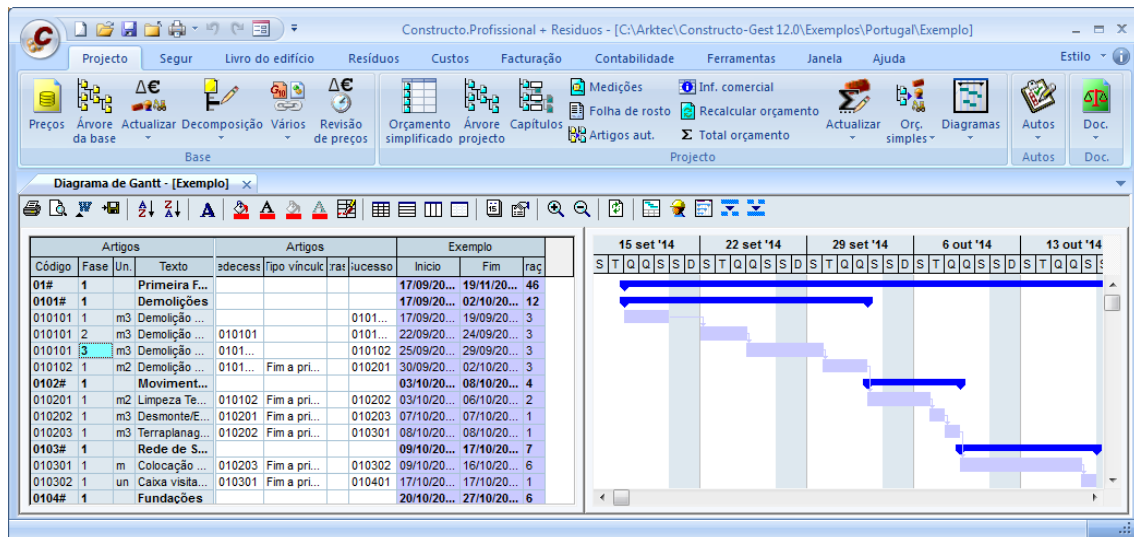 Constructo.Profissional + Residuos - [C:\Arktec\Constructo-Gest 12.0\Exemplos\Portugal\Exemplo]
Projecto Segur Livro do edifício Resíduos Custos Facturação Contabilidade Ferramentas Janela Ajuda Estilo
Preços Árvore da base Actualizar Decomposição Vários Revisão de preços Orçamento simplificado Árvore projecto Capítulos
Medições Inf. comercial
Folha de rosto Recalcular orçamento
Artigos aut. Σ Total orçamento
Actualizar Orç. simples Diagramas Autos Doc.
Base Projecto Autos Doc.
Diagrama de Gantt - [Exemplo]
Artigos Artigos Exemplo 15 set '14 22 set '14 29 set '14 6 out '14 13 out '14
Código Fase Un. Texto edecess Tipo vínculo tras Sucesso Inicio Fim raç S T Q Q S S D S T Q Q S S D S T Q Q S S D S T Q Q S S D S T Q Q S
01# 1 Primeira F... 17/09/20... 19/11/20... 46
0101# 1 Demolições 17/09/20... 02/10/20... 12
010101 1 m3 Demolição ... 0101... 17/09/20... 19/09/20... 3
010101 2 m3 Demolição ... 010101 0101... 22/09/20... 24/09/20... 3
010101 3 m3 Demolição ... 0101... 010102 25/09/20... 29/09/20... 3
010102 1 m2 Demolição ... 0101... Fim a pri... 010201 30/09/20... 02/10/20... 3
0102# 1 Moviment... 03/10/20... 08/10/20... 4
010201 1 m2 Limpeza Te... 010102 Fim a pri... 010202 03/10/20... 06/10/20... 2
010202 1 m3 Desmonte/E... 010201 Fim a pri... 010203 07/10/20... 07/10/20... 1
010203 1 m3 Terraplanag... 010202 Fim a pri... 010301 08/10/20... 08/10/20... 1
0103# 1 Rede de S... 09/10/20... 17/10/20... 7
010301 1 m Colocação ... 010203 Fim a pri... 010302 09/10/20... 16/10/20... 6
010302 1 un Caixa visita... 010301 Fim a pri... 010401 17/10/20... 17/10/20... 1
0104# 1 Fundações 20/10/20... 27/10/20... 6